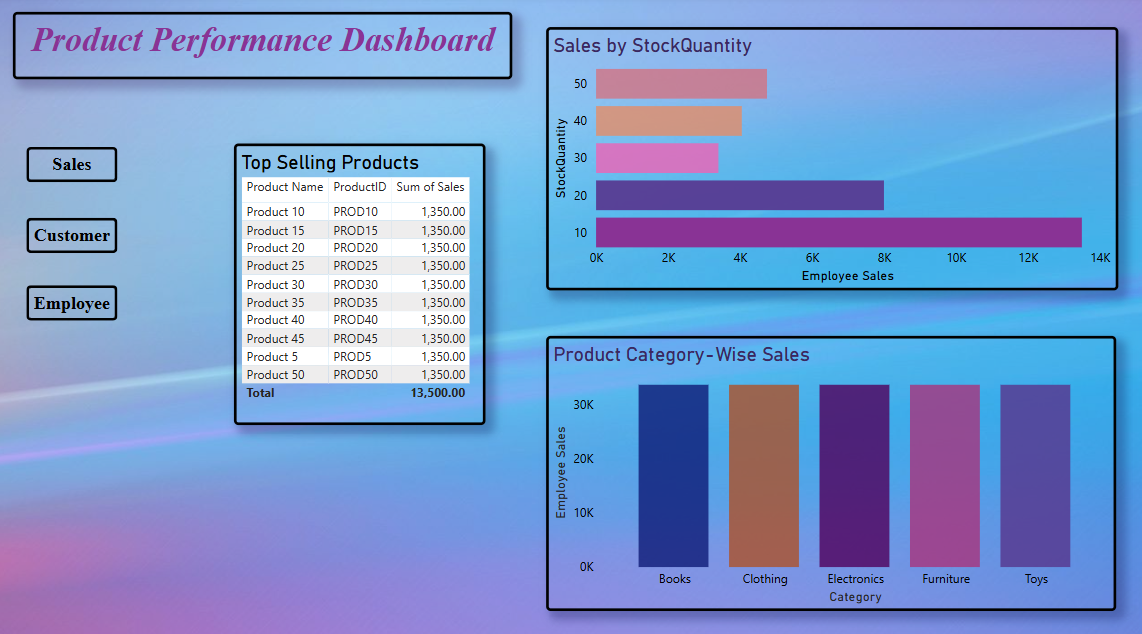 Product Performance Dashboard
Sales
Customer
Employee
Top Selling Products
Product Name ProductID Sum of Sales
Product 10 PROD10 1,350.00
Product 15 PROD15 1,350.00
Product 20 PROD20 1,350.00
Product 25 PROD25 1,350.00
Product 30 PROD30 1,350.00
Product 35 PROD35 1,350.00
Product 40 PROD40 1,350.00
Product 45 PROD45 1,350.00
Product 5 PROD5 1,350.00
Product 50 PROD50 1,350.00
Total 13,500.00
Sales by StockQuantity
StockQuantity
50
40
30
20
10
0K 2K 4K 6K 8K 10K 12K 14K
Employee Sales
Product Category-Wise Sales
Employee Sales
30K
20K
10K
0K
Books Clothing Electronics Furniture Toys
Category